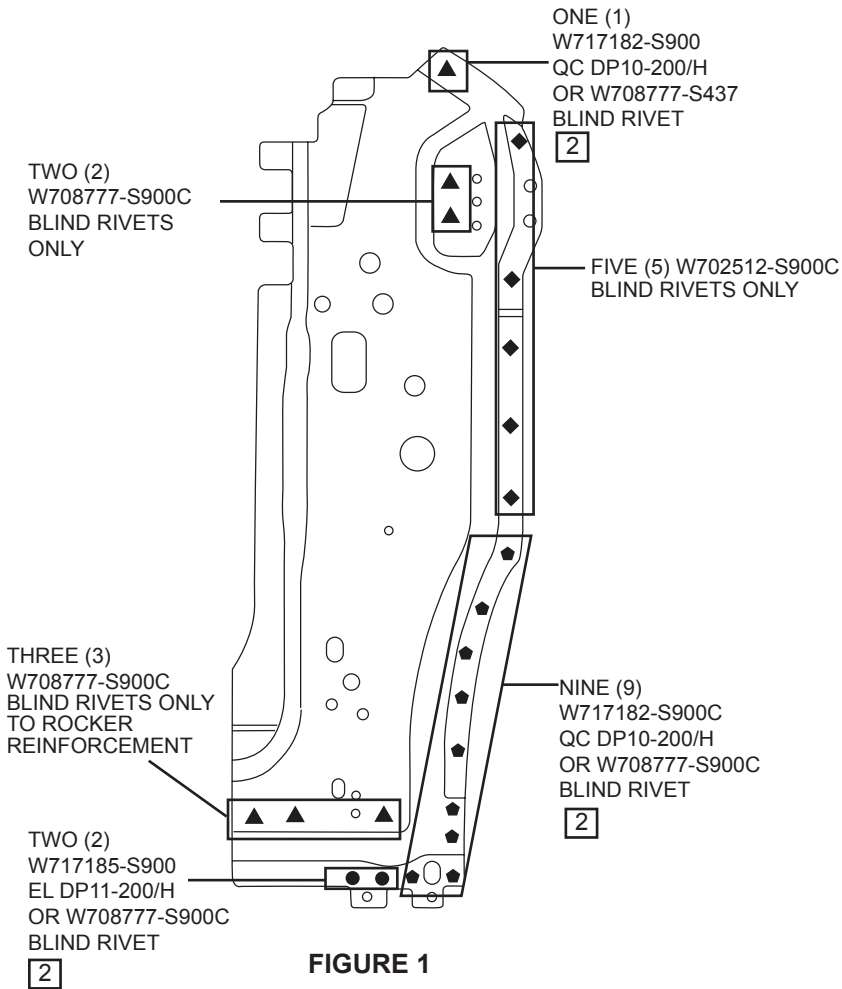 ONE (1)
W717182-S900
QC DP10-200/H
OR W708777-S437
BLIND RIVET
2
TWO (2)
W708777-S900C
BLIND RIVETS
ONLY
FIVE (5) W702512-S900C
BLIND RIVETS ONLY
THREE (3)
W708777-S900C
BLIND RIVETS ONLY
TO ROCKER
REINFORCEMENT
NINE (9)
W717182-S900C
QC DP10-200/H
OR W708777-S900C
BLIND RIVET
2
TWO (2)
W717185-S900
EL DP11-200/H
OR W708777-S900C
BLIND RIVET
2
FIGURE 1